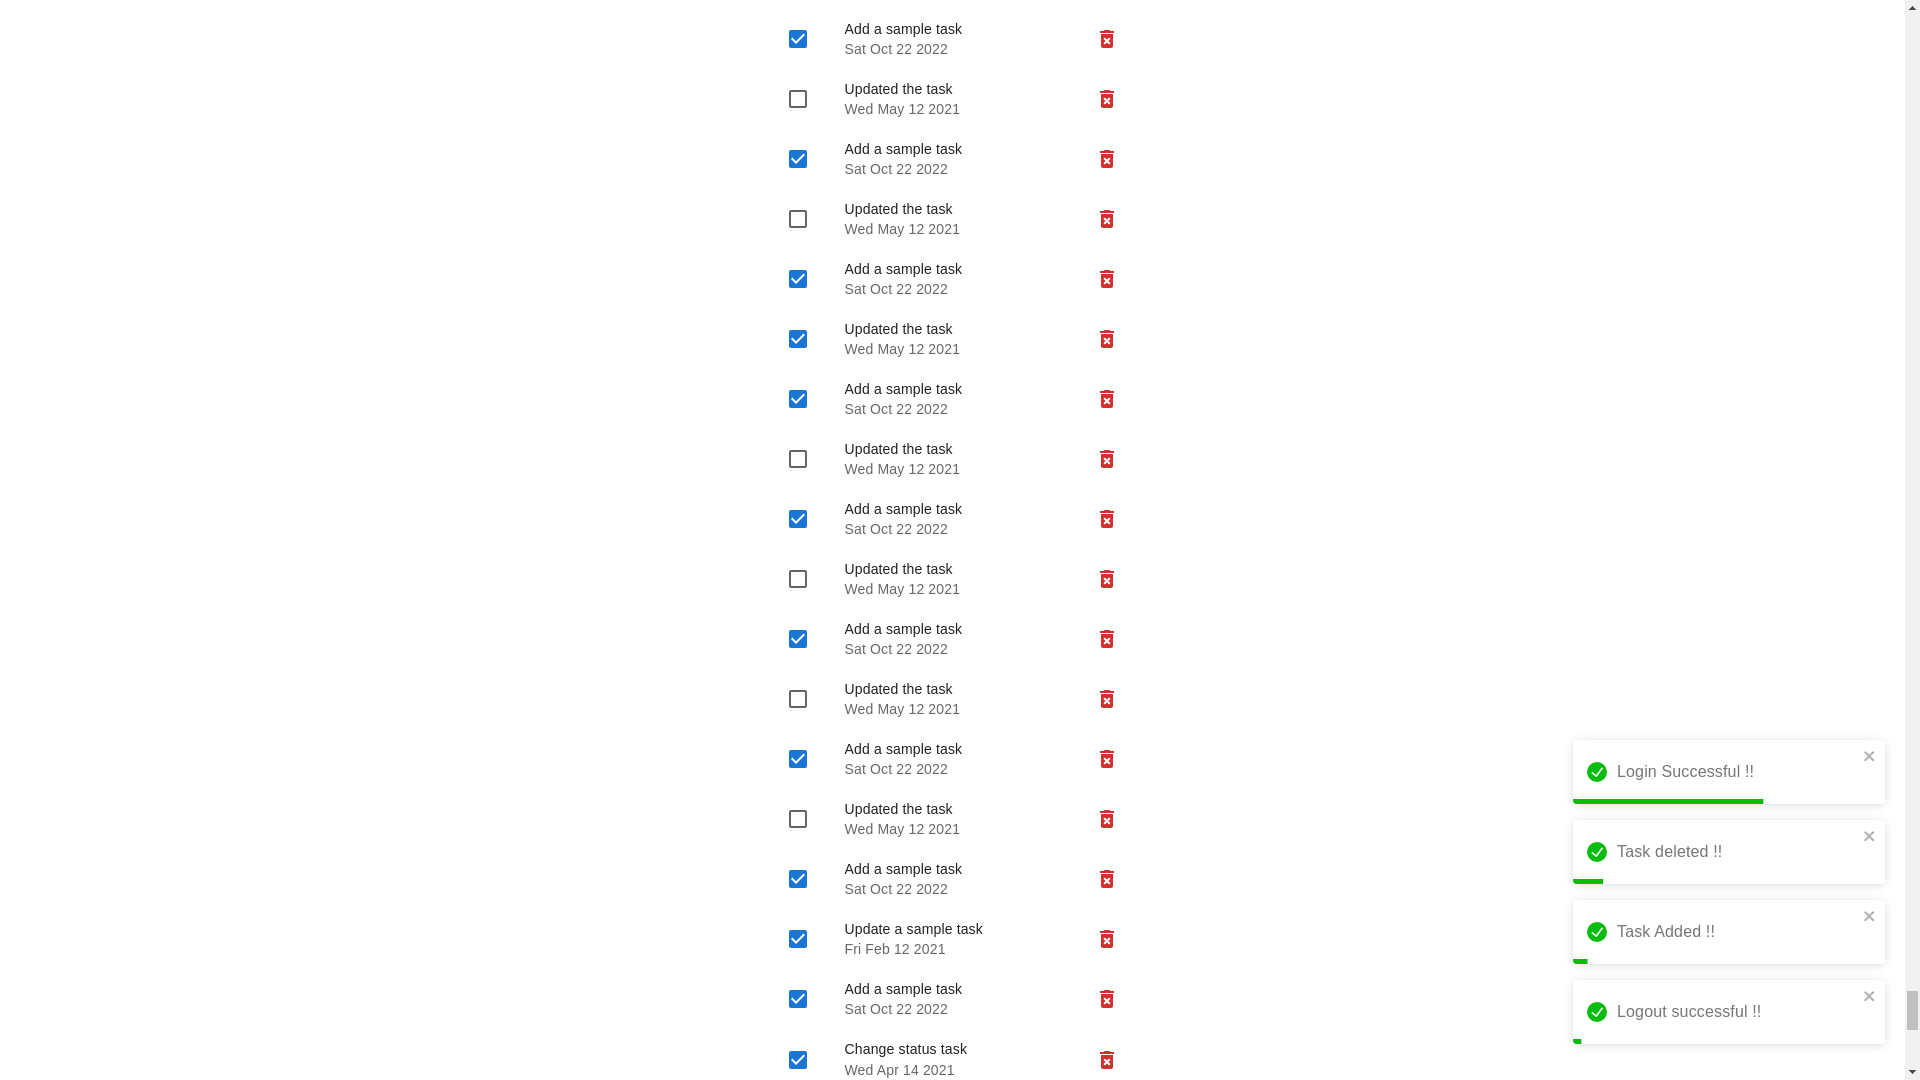 Add a sample task
Sat Oct 22 2022
Updated the task
Wed May 12 2021
Add a sample task
Sat Oct 22 2022
Updated the task
Wed May 12 2021
Add a sample task
Sat Oct 22 2022
Updated the task
Wed May 12 2021
Add a sample task
Sat Oct 22 2022
Updated the task
Wed May 12 2021
Add a sample task
Sat Oct 22 2022
Updated the task
Wed May 12 2021
Add a sample task
Sat Oct 22 2022
Updated the task
Wed May 12 2021
Add a sample task
Sat Oct 22 2022
Updated the task
Wed May 12 2021
Add a sample task
Sat Oct 22 2022
Update a sample task
Fri Feb 12 2021
Add a sample task
Sat Oct 22 2022
Change status task
Wed Apr 14 2021
Login Successful !!
Task deleted !!
Task Added !!
Logout successful !!